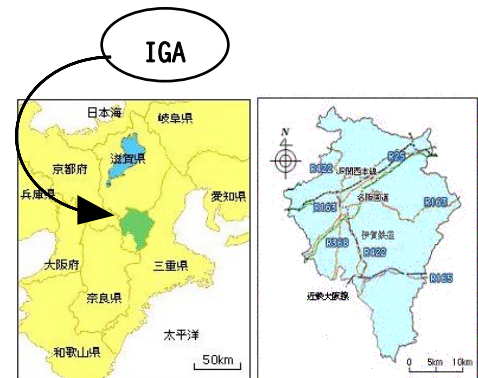 IGA
日本海
岐阜県
滋賀県
京都府
兵庫県
愛知県
大阪府
三重県
奈良県
太平洋
和歌山県
50km
N
R422
R25
JR関西本線
名阪国道
R163
R163
伊賀鉄道
R368
R422
R165
近畿大阪線
0 5km 10km